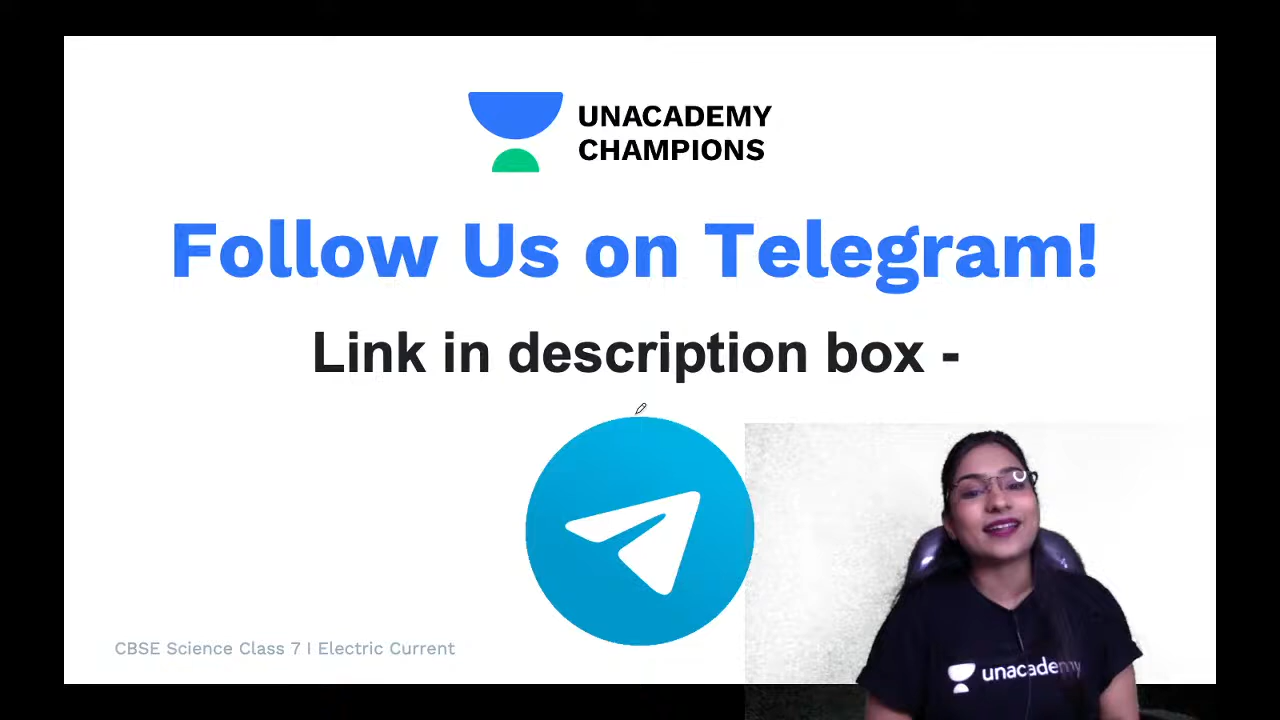 UNACADEMY
CHAMPIONS
Follow Us on Telegram!
Link in description box -
CBSE Science Class 7 I Electric Current
unacademy